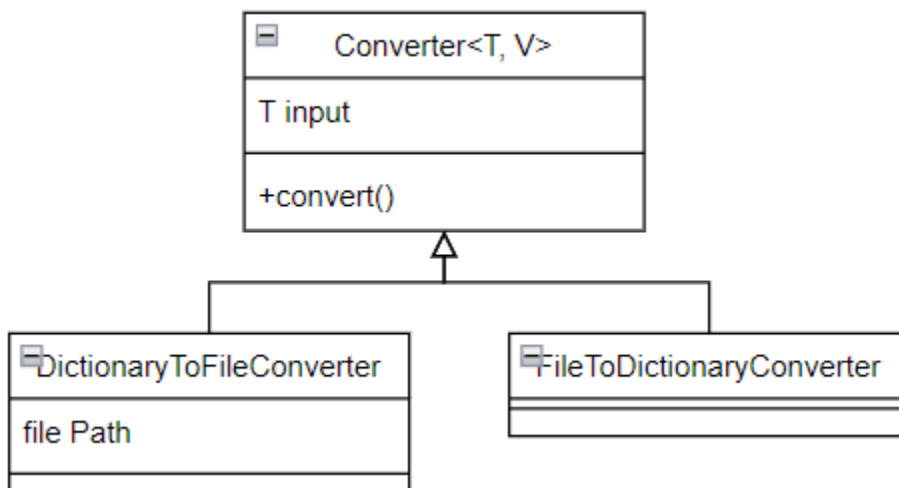 Converter<T, V>
T input
+convert()
DictionaryToFileConverter
FileToDictionaryConverter
file Path